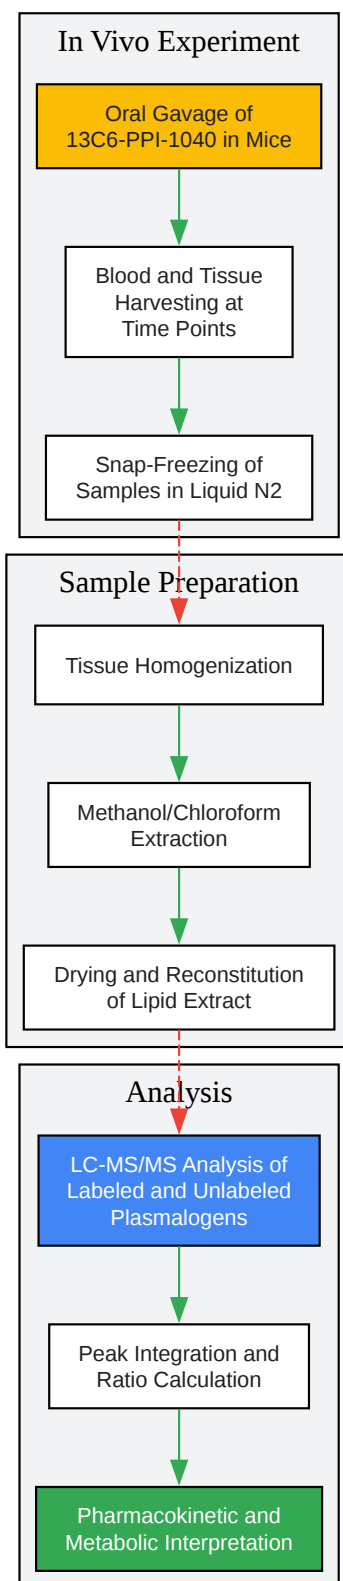 In Vivo Experiment
Oral Gavage of
13C6-PPI-1040 in Mice
Blood and Tissue
Harvesting at
Time Points
Snap-Freezing of
Samples in Liquid N2
Sample Preparation
Tissue Homogenization
Methanol/Chloroform
Extraction
Drying and Reconstitution
of Lipid Extract
Analysis
LC-MS/MS Analysis of
Labeled and Unlabeled
Plasmalogens
Peak Integration and
Ratio Calculation
Pharmacokinetic and
Metabolic Interpretation